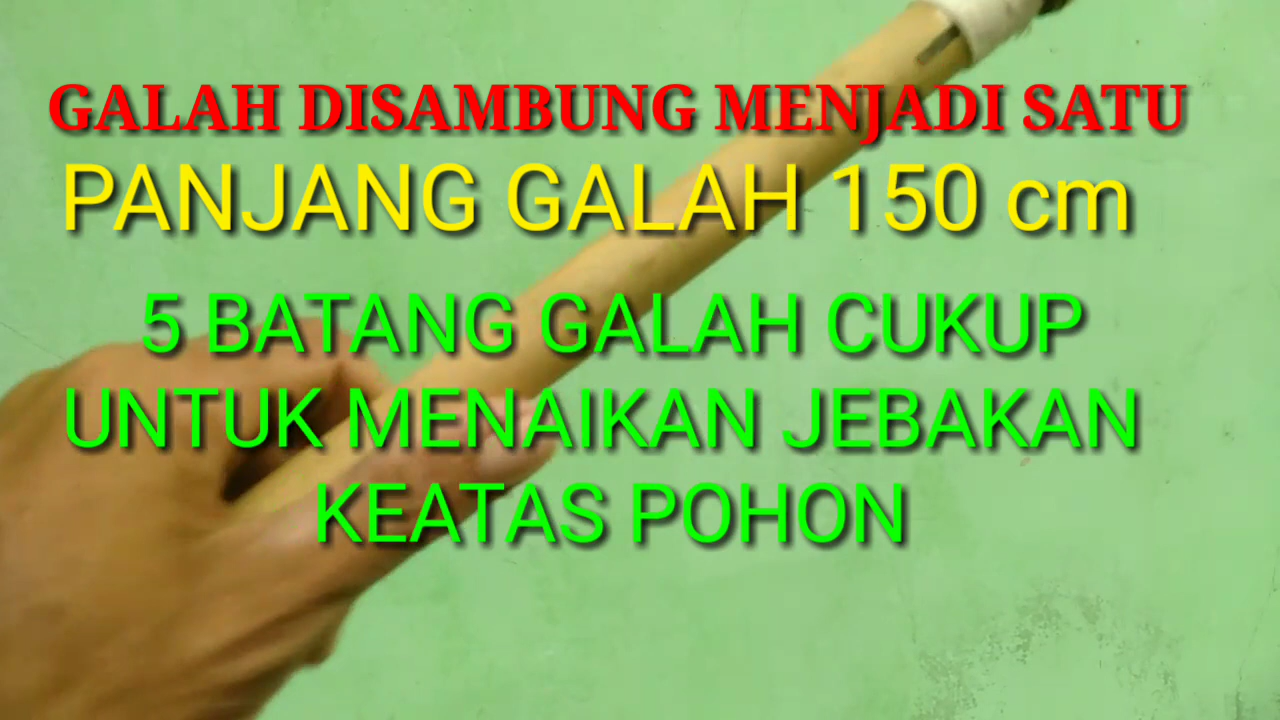 GALAH DISAMBUNG MENJADI SATU
PANJANG GALAH 150 cm
5 BATANG GALAH CUKUP
UNTUK MENAIKAN JEBAKAN
KEATAS POHON